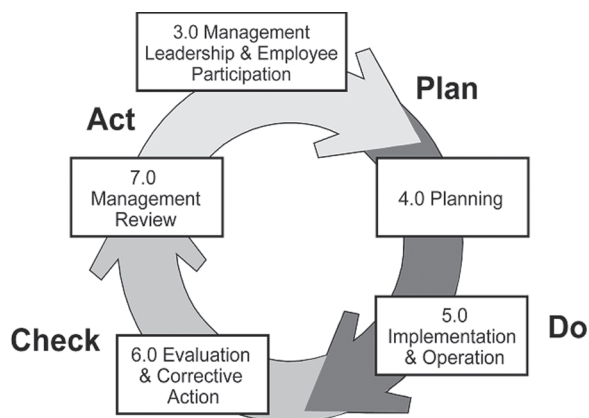 3.0 Management
Leadership & Employee
Participation
Plan
Act
7.0
Management
Review
4.0 Planning
5.0
Implementation
& Operation
Do
Check
6.0 Evaluation
& Corrective
Action